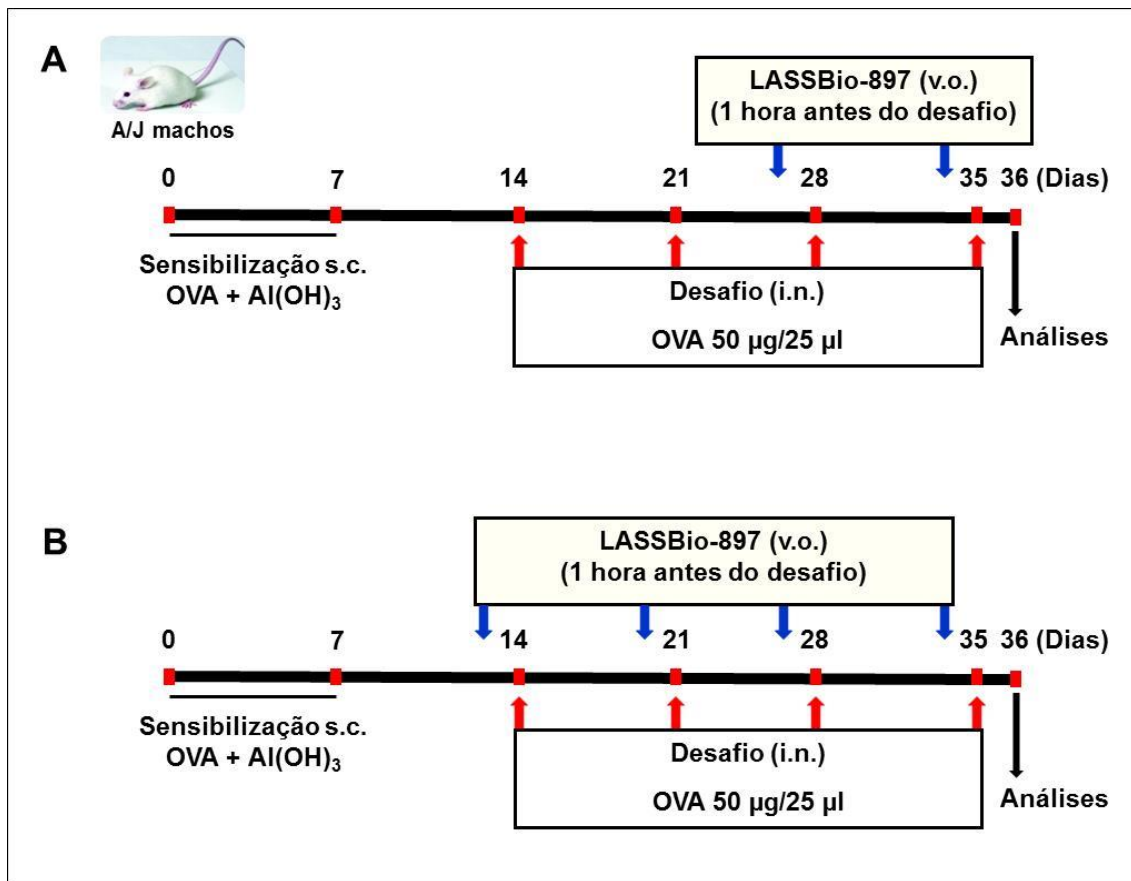 A
A/J machos
LASSBio-897 (v.o.)
(1 hora antes do desafio)
0 7 14 21 28 35 36 (Dias)
Sensibilização s.c.
OVA + Al(OH)₃
Desafio (i.n.)
OVA 50 µg/25 µl
Análises
B
LASSBio-897 (v.o.)
(1 hora antes do desafio)
0 7 14 21 28 35 36 (Dias)
Sensibilização s.c.
OVA + Al(OH)₃
Desafio (i.n.)
OVA 50 µg/25 µl
Análises